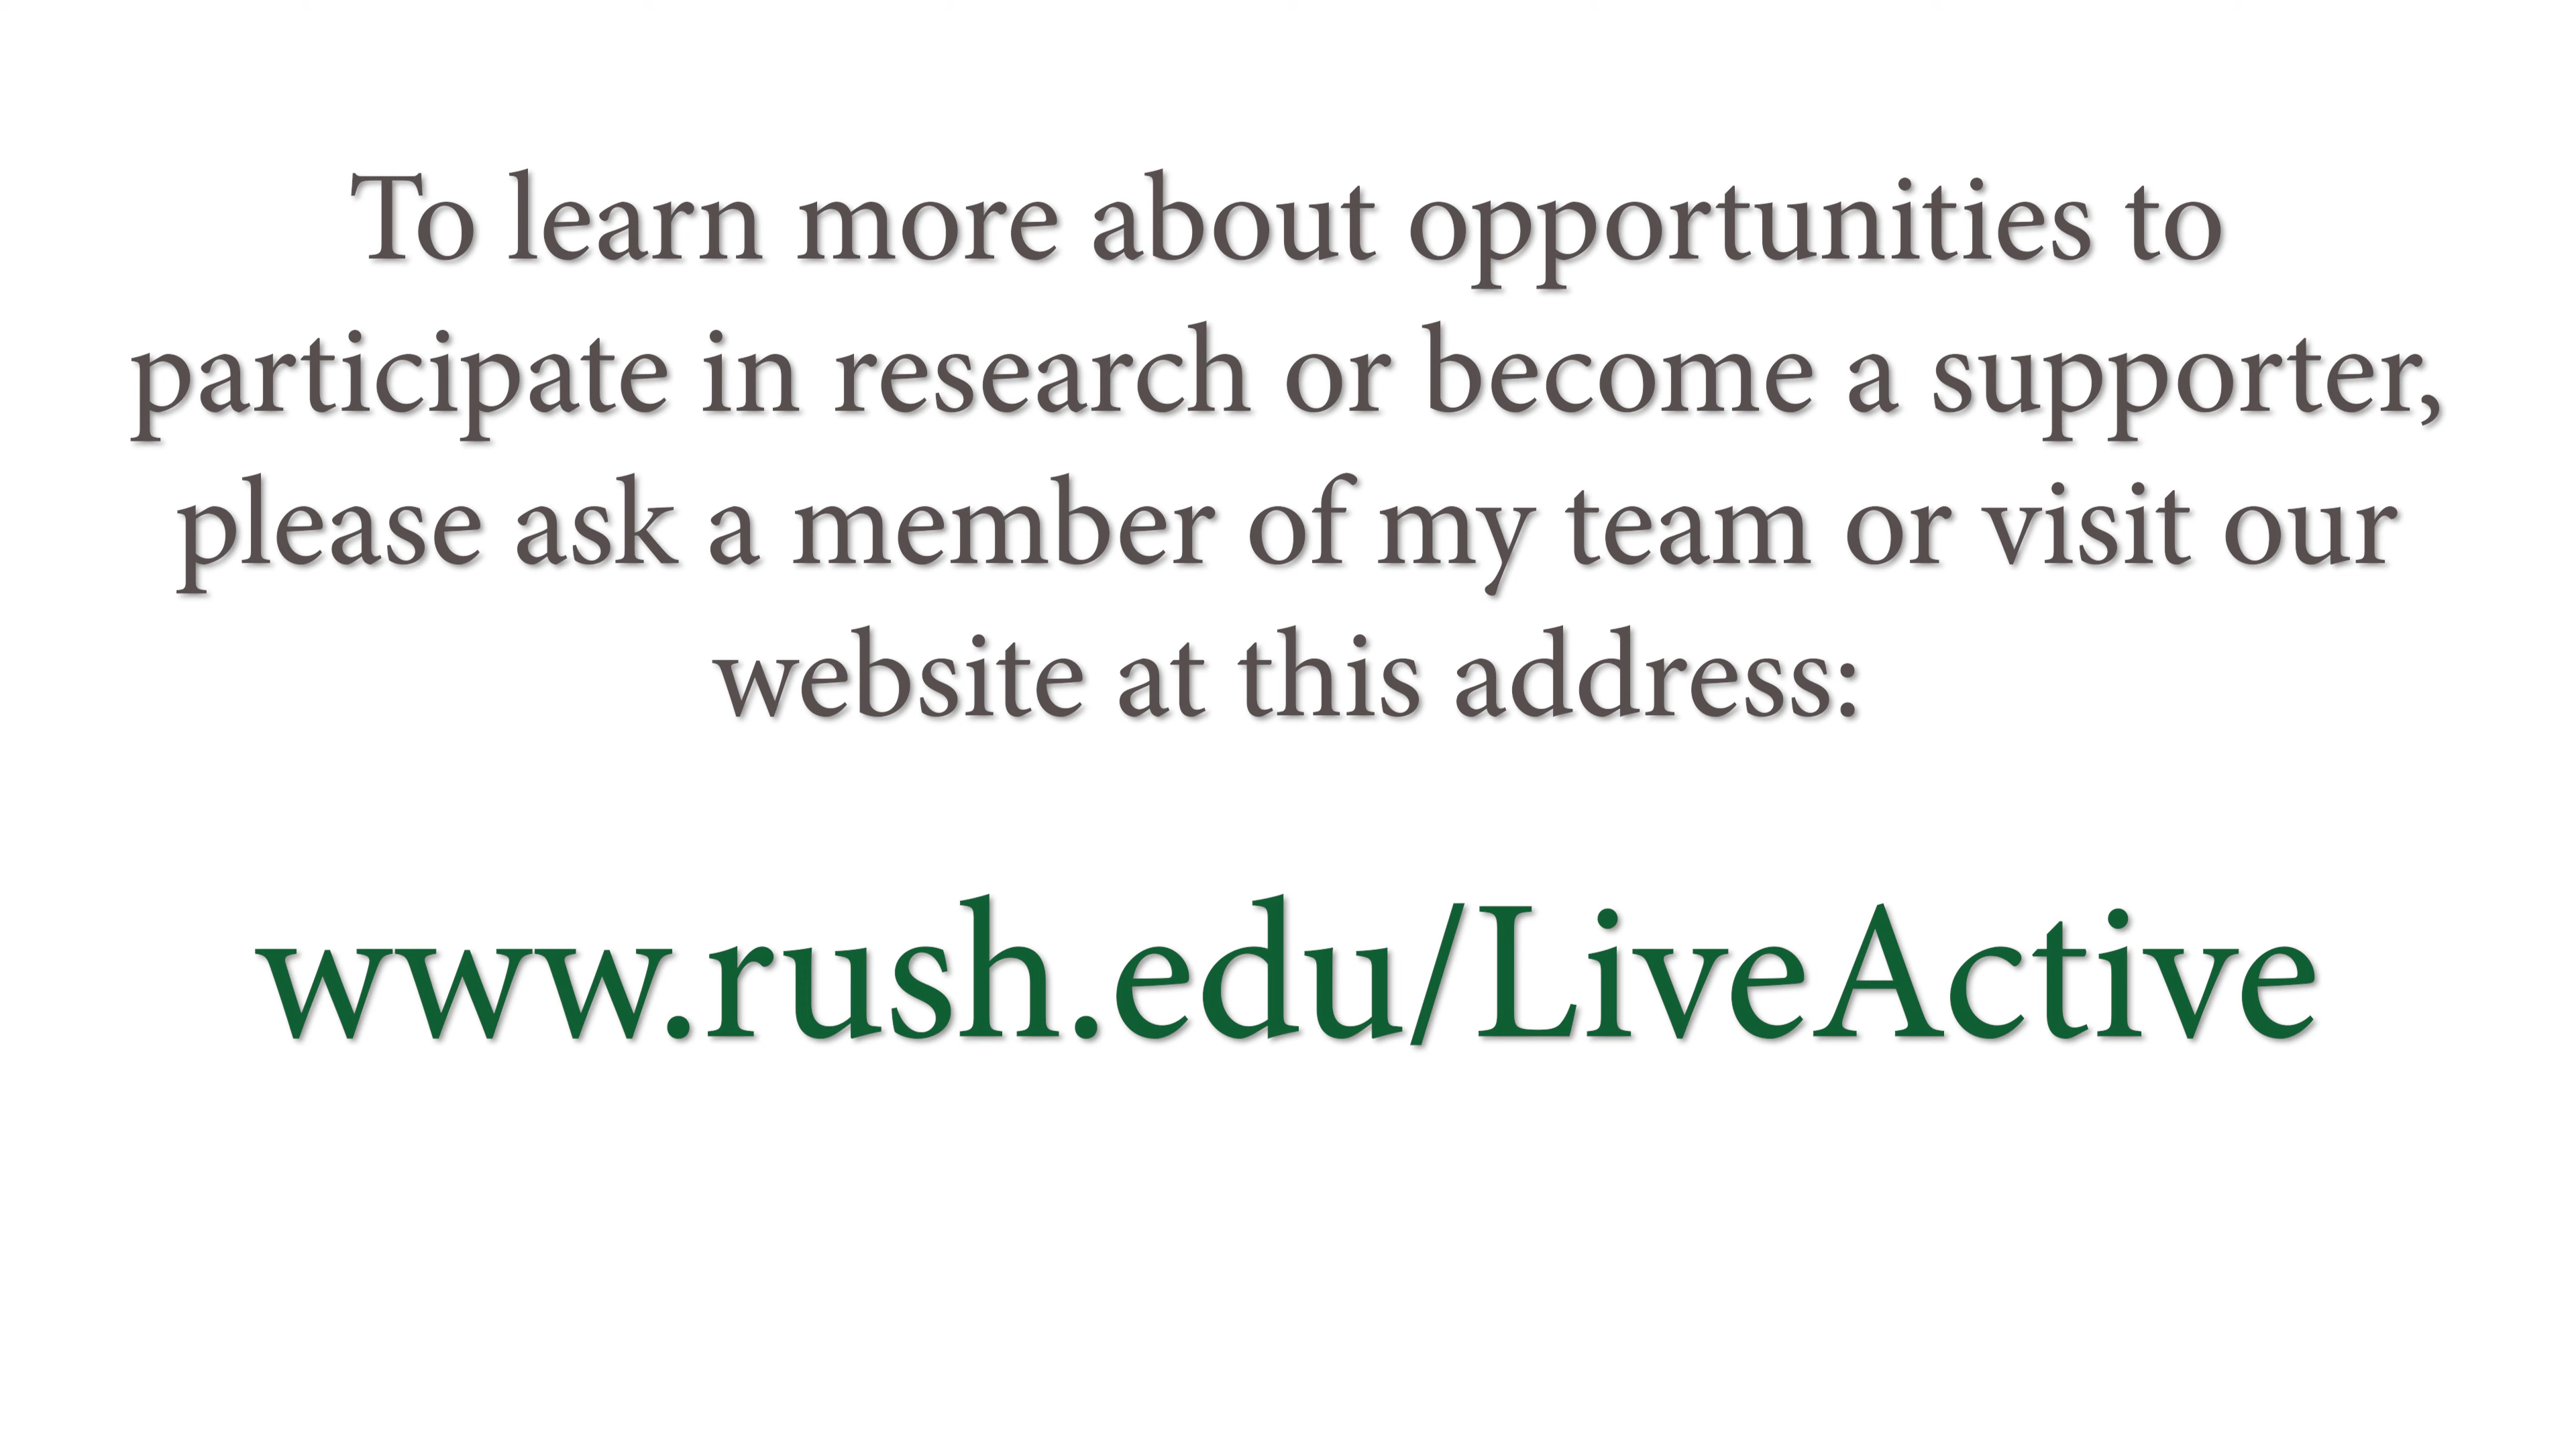 To learn more about opportunities to
participate in research or become a supporter,
please ask a member of my team or visit our
website at this address:
www.rush.edu/LiveActive